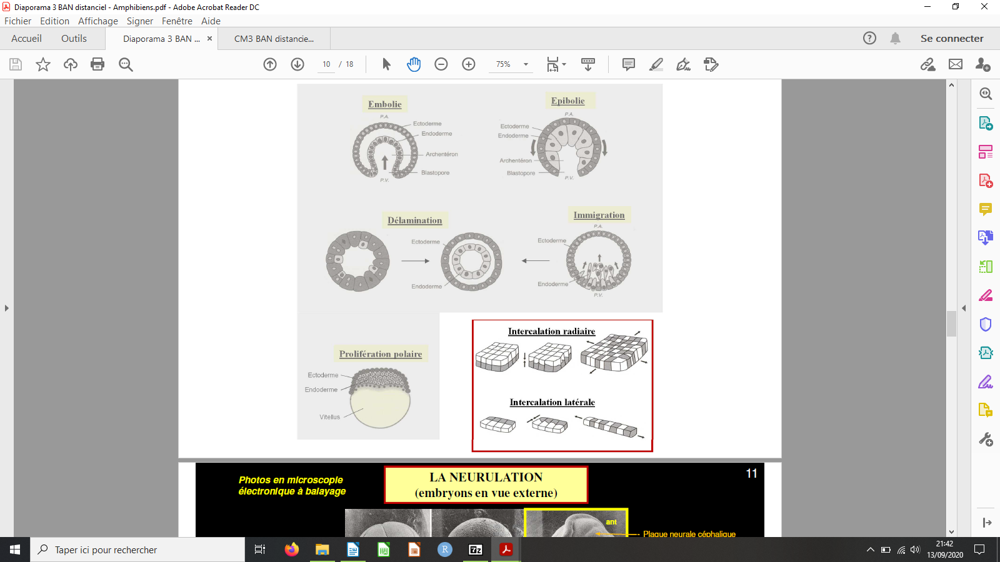 Diaporama 3 BAN distanciel - Amphibiens.pdf - Adobe Acrobat Reader DC
Fichier Edition Affichage Signer Fenêtre Aide
Accueil Outils Diaporama 3 BAN ... × CM3 BAN distancie... ? Se connecter
10 / 18 75%
Embolie
P.A.
Ectoderme
Endoderme
Archentéron
Blastopore
P.V.
Epibolie
P.A.
Ectoderme
Endoderme
Archentéron
Blastopore
P.V.
Délamination
Ectoderme
Endoderme
Immigration
P.A.
Ectoderme
Endoderme
P.V.
Prolifération polaire
Ectoderme
Endoderme
Vitellus
Intercalation radiaire
Intercalation latérale
Photos en microscopie
électronique à balayage
LA NEURULATION
(embryons en vue externe)
11
ant
Plaque neurale céphalique
Taper ici pour rechercher
R
7z
21:42
13/09/2020